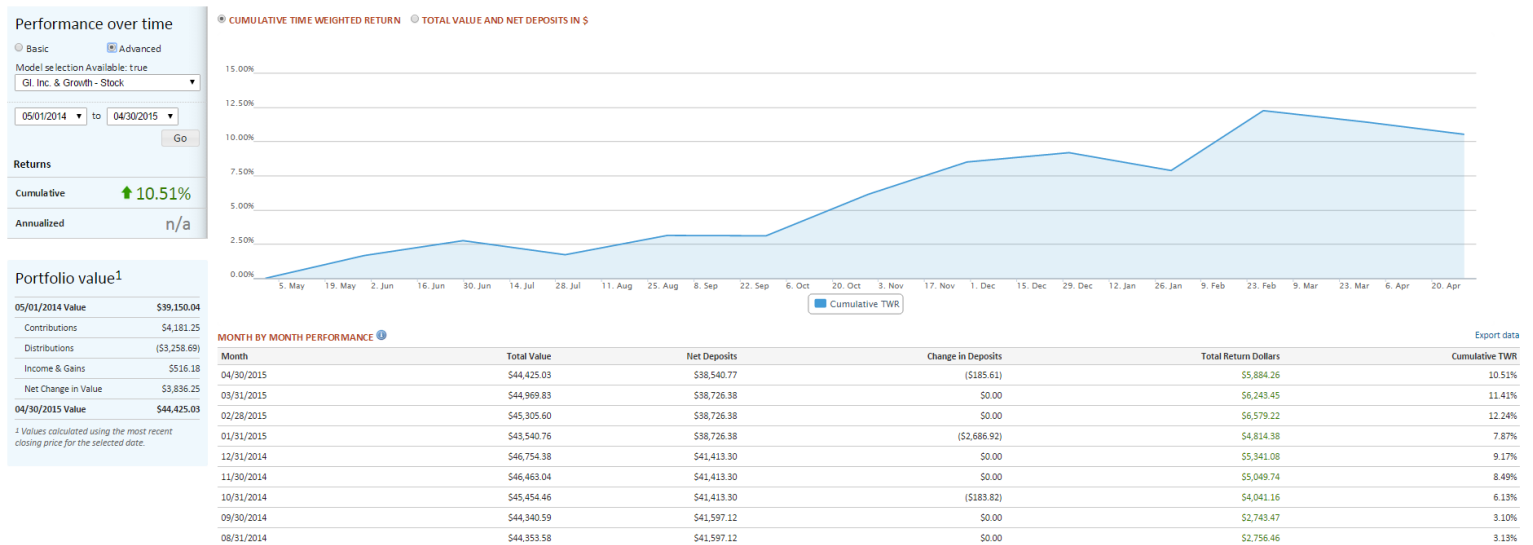 Performance over time
Basic Advanced
Model selection Available: true
Gl. Inc. & Growth - Stock
05/01/2014 to 04/30/2015
Go
Returns
Cumulative 10.51%
Annualized n/a
Portfolio value1
05/01/2014 Value $39,150.04
Contributions $4,181.25
Distributions ($3,258.69)
Income & Gains $516.18
Net Change in Value $3,836.25
04/30/2015 Value $44,425.03
1 Values calculated using the most recent
closing price for the selected date.
CUMULATIVE TIME WEIGHTED RETURN TOTAL VALUE AND NET DEPOSITS IN $
15.00%
12.50%
10.00%
7.50%
5.00%
2.50%
0.00%
5. May 19. May 2. Jun 16. Jun 30. Jun 14. Jul 28. Jul 11. Aug 25. Aug 8. Sep 22. Sep 6. Oct 20. Oct 3. Nov 17. Nov 1. Dec 15. Dec 29. Dec 12. Jan 26. Jan 9. Feb 23. Feb 9. Mar 23. Mar 6. Apr 20. Apr
Cumulative TWR
MONTH BY MONTH PERFORMANCE Export data
Month Total Value Net Deposits Change in Deposits Total Return Dollars Cumulative TWR
04/30/2015 $44,425.03 $38,540.77 ($185.61) $5,884.26 10.51%
03/31/2015 $44,969.83 $38,726.38 $0.00 $6,243.45 11.41%
02/28/2015 $45,305.60 $38,726.38 $0.00 $6,579.22 12.24%
01/31/2015 $43,540.76 $38,726.38 ($2,686.92) $4,814.38 7.87%
12/31/2014 $46,754.38 $41,413.30 $0.00 $5,341.08 9.17%
11/30/2014 $46,463.04 $41,413.30 $0.00 $5,049.74 8.49%
10/31/2014 $45,454.46 $41,413.30 ($183.82) $4,041.16 6.13%
09/30/2014 $44,340.59 $41,597.12 $0.00 $2,743.47 3.10%
08/31/2014 $44,353.58 $41,597.12 $0.00 $2,756.46 3.13%